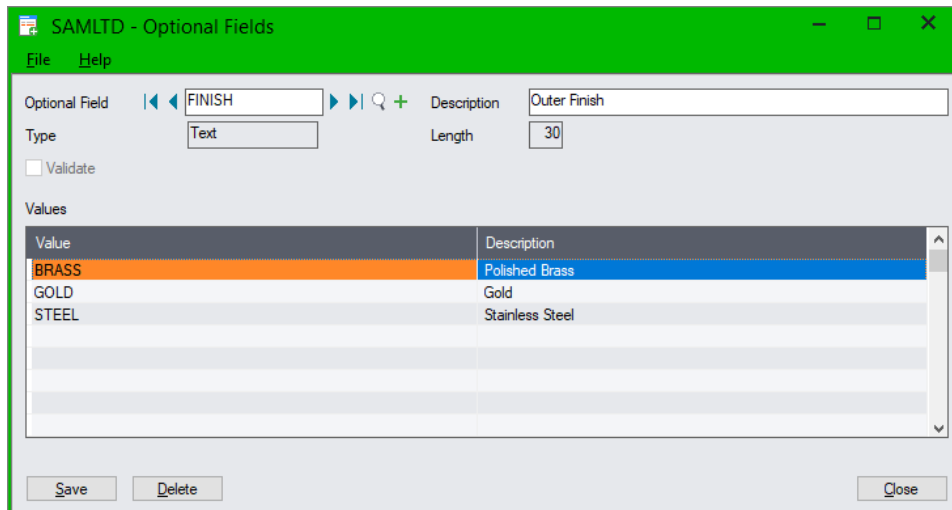 SAMLTD - Optional Fields
File Help
Optional Field FINISH Description Outer Finish
Type Text Length 30
Validate
Values
Value Description
BRASS Polished Brass
GOLD Gold
STEEL Stainless Steel
Save Delete Close